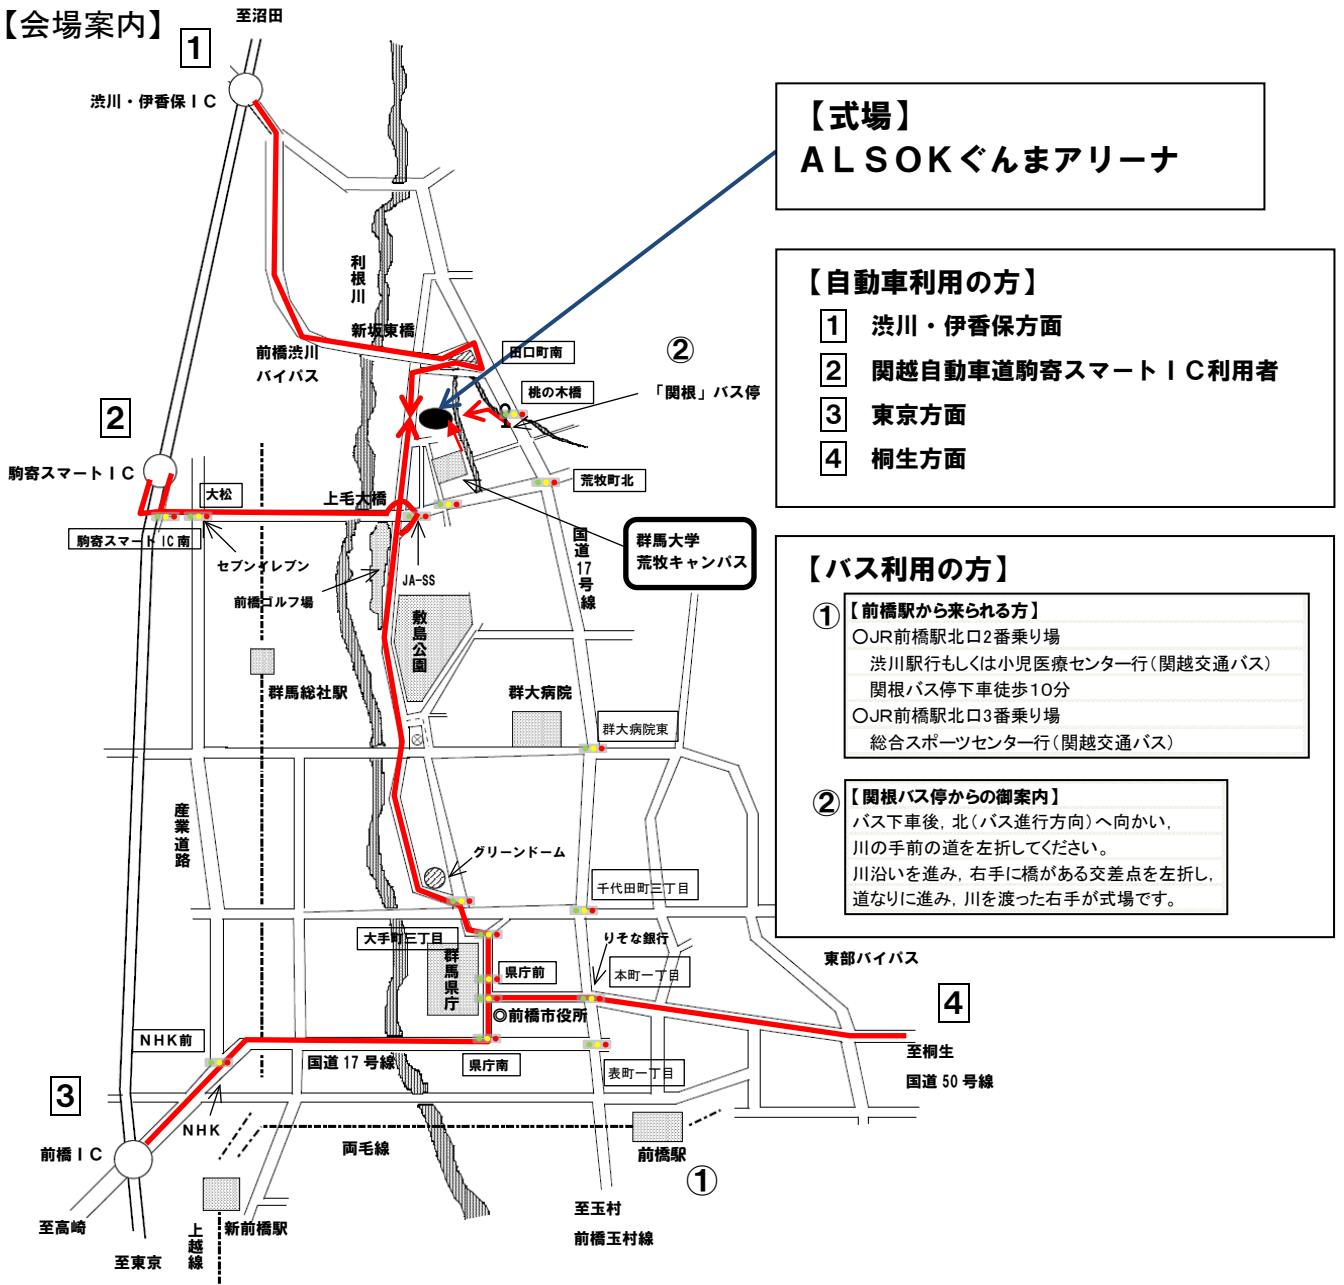 【会場案内】
至沼田
1
渋川・伊香保ＩＣ
【式場】
ＡＬＳＯＫぐんまアリーナ
【自動車利用の方】
1 渋川・伊香保方面
2 関越自動車道駒寄スマートＩＣ利用者
3 東京方面
4 桐生方面
利根川
新坂東橋
前橋渋川
バイパス
田口町南
②
「関根」バス停
桃の木橋
2
駒寄スマートＩＣ
大松
上毛大橋
荒牧町北
駒寄スマートIC南
セブンイレブン
前橋ゴルフ場
JA-SS
国道17号線
群馬大学
荒牧キャンパス
敷島公園
群馬総社駅
群大病院
群大病院東
【バス利用の方】
①
【前橋駅から来られる方】
○JR前橋駅北口2番乗り場
渋川駅行もしくは小児医療センター行(関越交通バス)
関根バス停下車徒歩10分
○JR前橋駅北口3番乗り場
総合スポーツセンター行(関越交通バス)
②
【関根バス停からの御案内】
バス下車後，北(バス進行方向)へ向かい，
川の手前の道を左折してください。
川沿いを進み，右手に橋がある交差点を左折し，
道なりに進み，川を渡った右手が式場です。
産業道路
グリーンドーム
千代田町三丁目
大手町三丁目
りそな銀行
群馬県庁
県庁前
本町一丁目
東部バイパス
4
◎前橋市役所
NHK前
国道17号線
県庁南
表町一丁目
至桐生
国道50号線
3
NHK
前橋ＩＣ
両毛線
前橋駅
①
至玉村
前橋玉村線
至高崎
至東京
上越線
新前橋駅